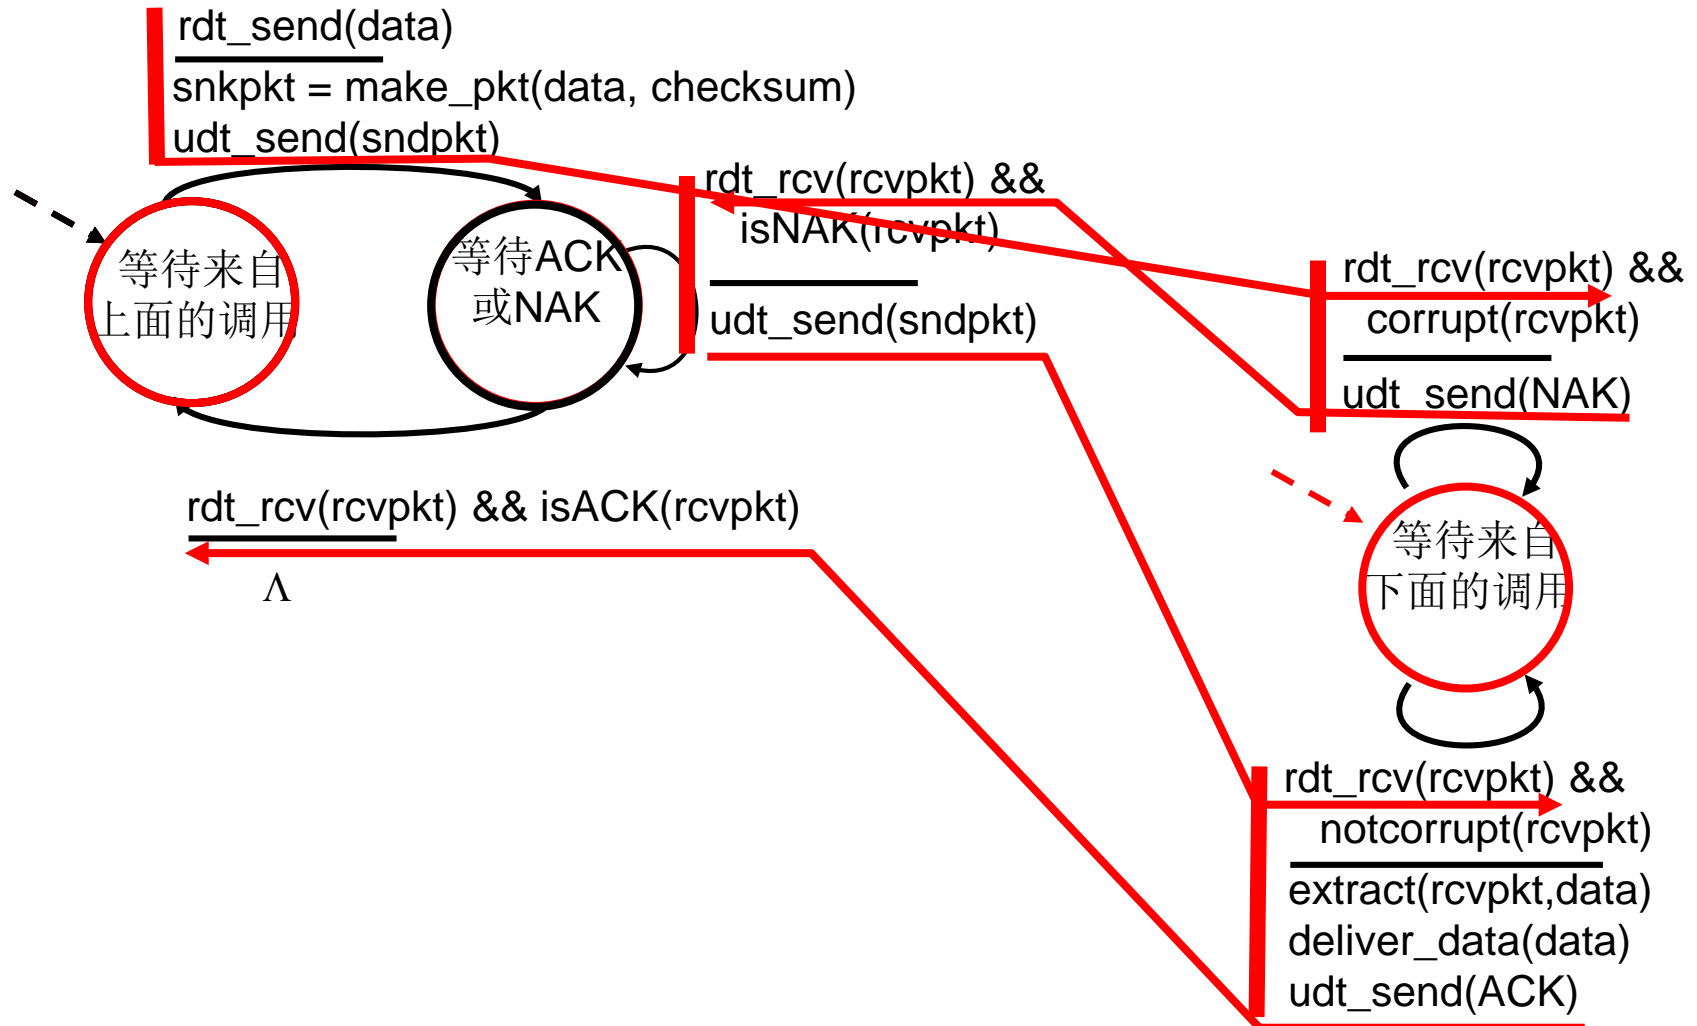 rdt_send(data)
snkpkt = make_pkt(data, checksum)
udt_send(sndpkt)
rdt_rcv(rcvpkt) &&
isNAK(rcvpkt)
udt_send(sndpkt)
等待来自
上面的调用
等待ACK
或NAK
rdt_rcv(rcvpkt) &&
corrupt(rcvpkt)
udt_send(NAK)
rdt_rcv(rcvpkt) && isACK(rcvpkt)
Λ
等待来自
下面的调用
rdt_rcv(rcvpkt) &&
notcorrupt(rcvpkt)
extract(rcvpkt,data)
deliver_data(data)
udt_send(ACK)